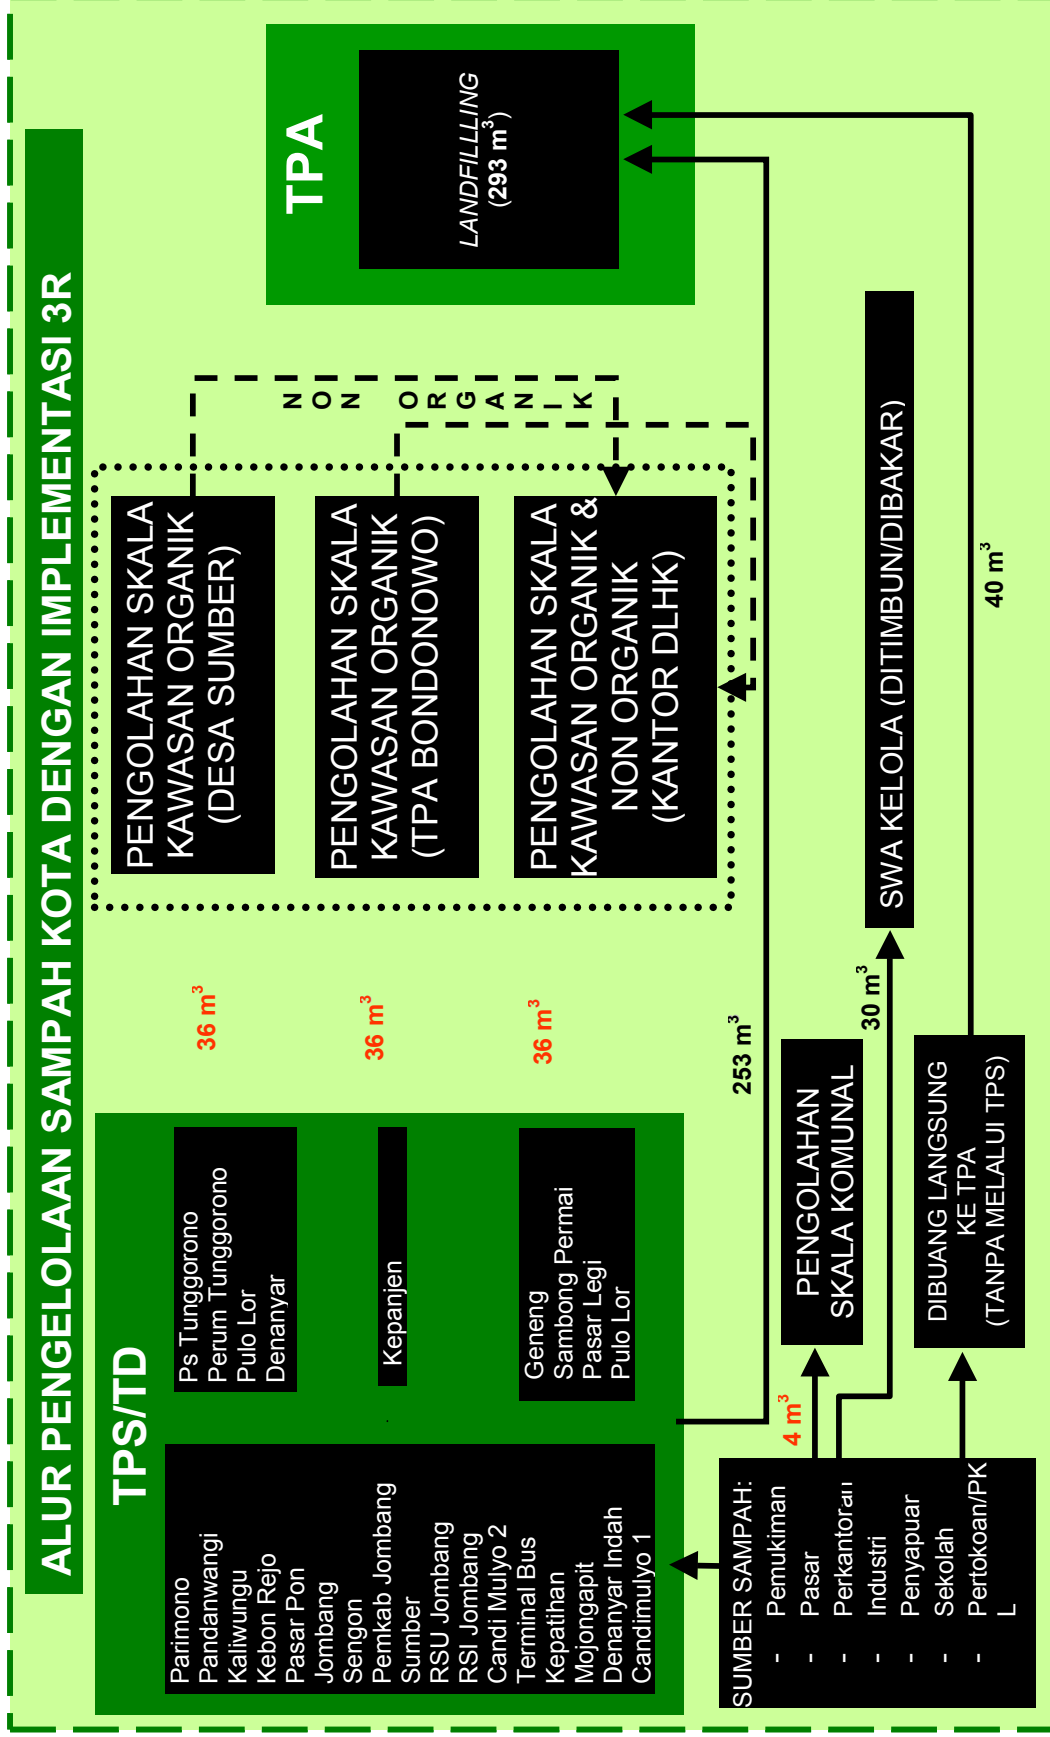 ALUR PENGELOLAAN SAMPAH KOTA DENGAN IMPLEMENTASI 3R
TPS/TD
Parimono
Pandanwangi
Kaliwungu
Kebon Rejo
Pasar Pon
Jombang
Sengon
Pemkab Jombang
Sumber
RSU Jombang
RSI Jombang
Candi Mulyo 2
Terminal Bus
Kepatihan
Mojongapit
Denanyar Indah
Candimulyo 1
Ps Tunggorono
Perum Tunggorono
Pulo Lor
Denanyar
Kepanjen
Geneng
Sambong Permai
Pasar Legi
Pulo Lor
36 m³
36 m³
36 m³
PENGOLAHAN SKALA
KAWASAN ORGANIK
(DESA SUMBER)
PENGOLAHAN SKALA
KAWASAN ORGANIK
(TPA BONDONOWO)
PENGOLAHAN SKALA
KAWASAN ORGANIK &
NON ORGANIK
(KANTOR DLHK)
NON ORGANIK
TPA
LANDFILLLING
(293 m³)
253 m³
SUMBER SAMPAH:
- Pemukiman
- Pasar
- Perkantoran
- Industri
- Penyapuar
- Sekolah
- Pertokoan/PK
L
4 m³
PENGOLAHAN
SKALA KOMUNAL
30 m³
SWA KELOLA (DITIMBUN/DIBAKAR)
DIBUANG LANGSUNG
KE TPA
(TANPA MELALUI TPS)
40 m³